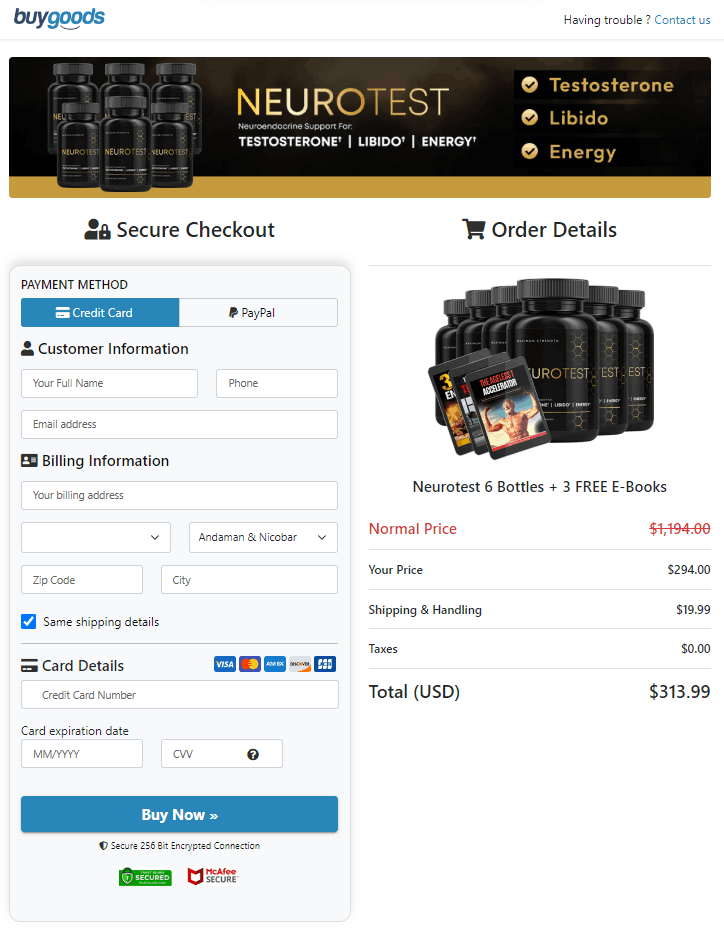 buygoods
Having trouble ? Contact us
NEUROTEST
Neuroendocrine Support For:
TESTOSTERONE† | LIBIDO† | ENERGY†
Testosterone
Libido
Energy
NEUROTEST
Secure Checkout
Order Details
PAYMENT METHOD
Credit Card
PayPal
Customer Information
Your Full Name
Phone
Email address
Billing Information
Your billing address
Andaman & Nicobar
Zip Code
City
Same shipping details
Card Details
VISA
DISCOVER
JCB
Credit Card Number
Card expiration date
MM/YYYY
CVV
Buy Now »
Secure 256 Bit Encrypted Connection
SECURED
McAfee
SECURE
MAXIMUM STRENGTH
UROTEST
THE AGELESS
ACCELERATOR
Neurotest 6 Bottles + 3 FREE E-Books
Normal Price
$1,194.00
Your Price
$294.00
Shipping & Handling
$19.99
Taxes
$0.00
Total (USD)
$313.99